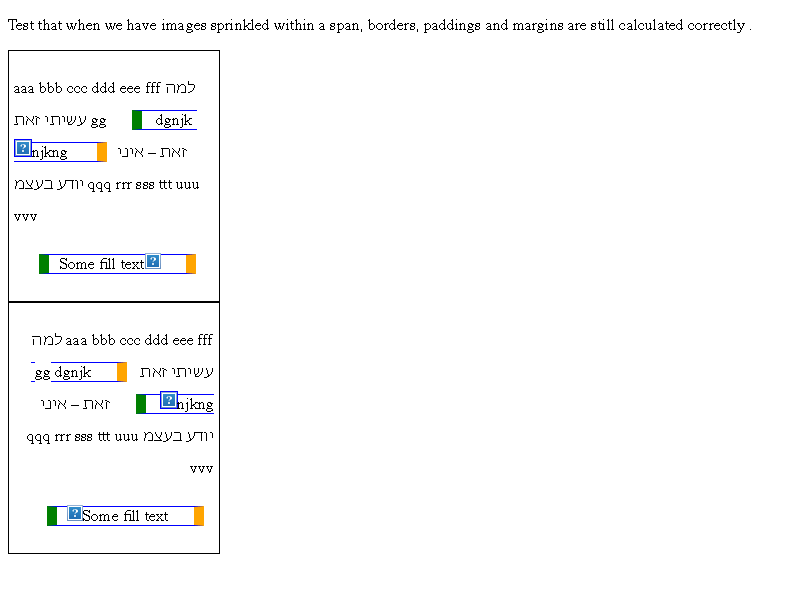 Test that when we have images sprinkled within a span, borders, paddings and margins are still calculated correctly .
aaa bbb ccc ddd eee fff למה
עשיתי זאת gg dgnjk
njkng זאת – איני
יודע בעצמ qqq rrr sss ttt uuu
vvv
Some fill text
aaa bbb ccc ddd eee fff למה
עשיתי זאת gg dgnjk
njkng זאת – איני
יודע בעצמ qqq rrr sss ttt uuu
vvv
Some fill text